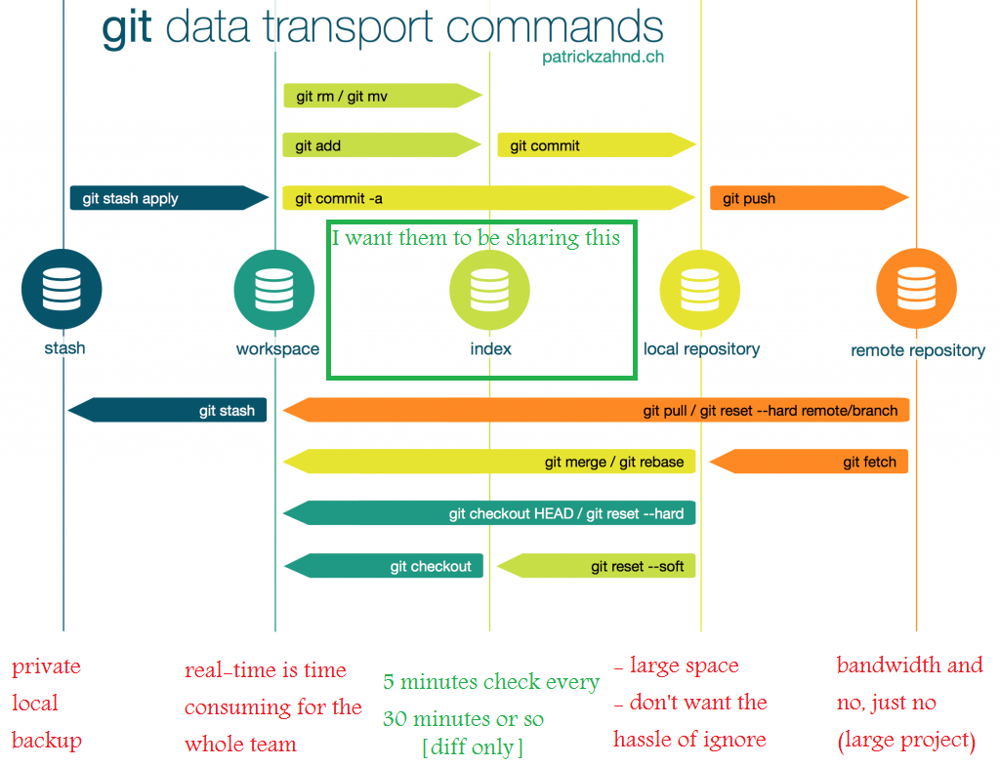 git data transport commands
patrickzahnd.ch
git rm / git mv
git add
git commit
git stash apply
git commit -a
git push
I want them to be sharing this
stash
workspace
index
local repository
remote repository
git stash
git pull / git reset --hard remote/branch
git merge / git rebase
git fetch
git checkout HEAD / git reset --hard
git checkout
git reset --soft
private
local
backup
real-time is time
consuming for the
whole team
5 minutes check every
30 minutes or so
[diff only]
- large space
- don't want the
hassle of ignore
bandwidth and
no, just no
(large project)